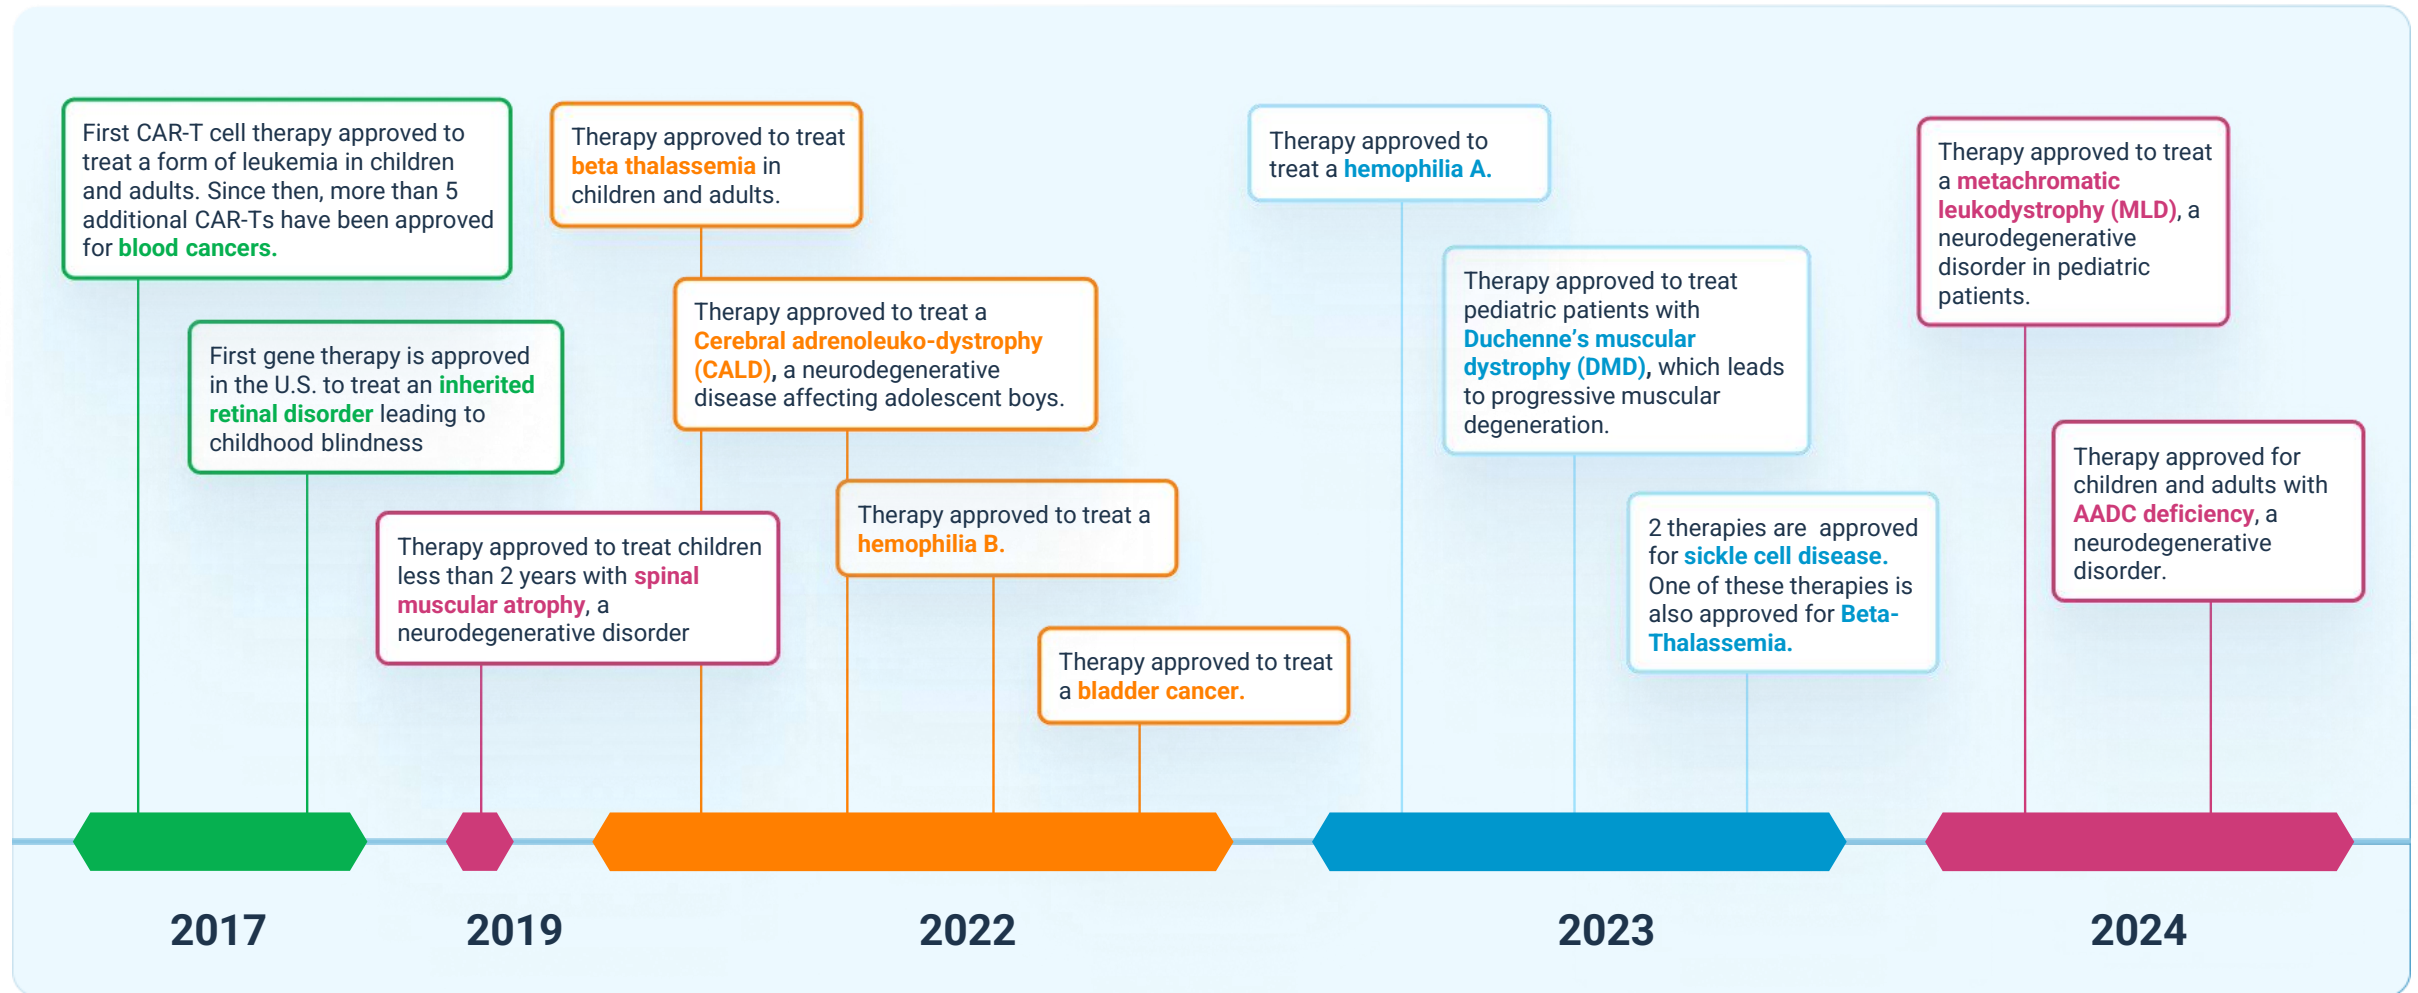 First CAR-T cell therapy approved to
treat a form of leukemia in children
and adults. Since then, more than 5
additional CAR-Ts have been approved
for blood cancers.
First gene therapy is approved
in the U.S. to treat an inherited
retinal disorder leading to
childhood blindness
Therapy approved to treat children
less than 2 years with spinal
muscular atrophy, a
neurodegenerative disorder
Therapy approved to treat
beta thalassemia in
children and adults.
Therapy approved to treat a
Cerebral adrenoleuko-dystrophy
(CALD), a neurodegenerative
disease affecting adolescent boys.
Therapy approved to treat a
hemophilia B.
Therapy approved to treat
a bladder cancer.
Therapy approved to
treat a hemophilia A.
Therapy approved to treat
pediatric patients with
Duchenne’s muscular
dystrophy (DMD), which leads
to progressive muscular
degeneration.
2 therapies are approved
for sickle cell disease.
One of these therapies is
also approved for Beta-
Thalassemia.
Therapy approved to treat
a metachromatic
leukodystrophy (MLD), a
neurodegenerative
disorder in pediatric
patients.
Therapy approved for
children and adults with
AADC deficiency, a
neurodegenerative
disorder.
2017
2019
2022
2023
2024